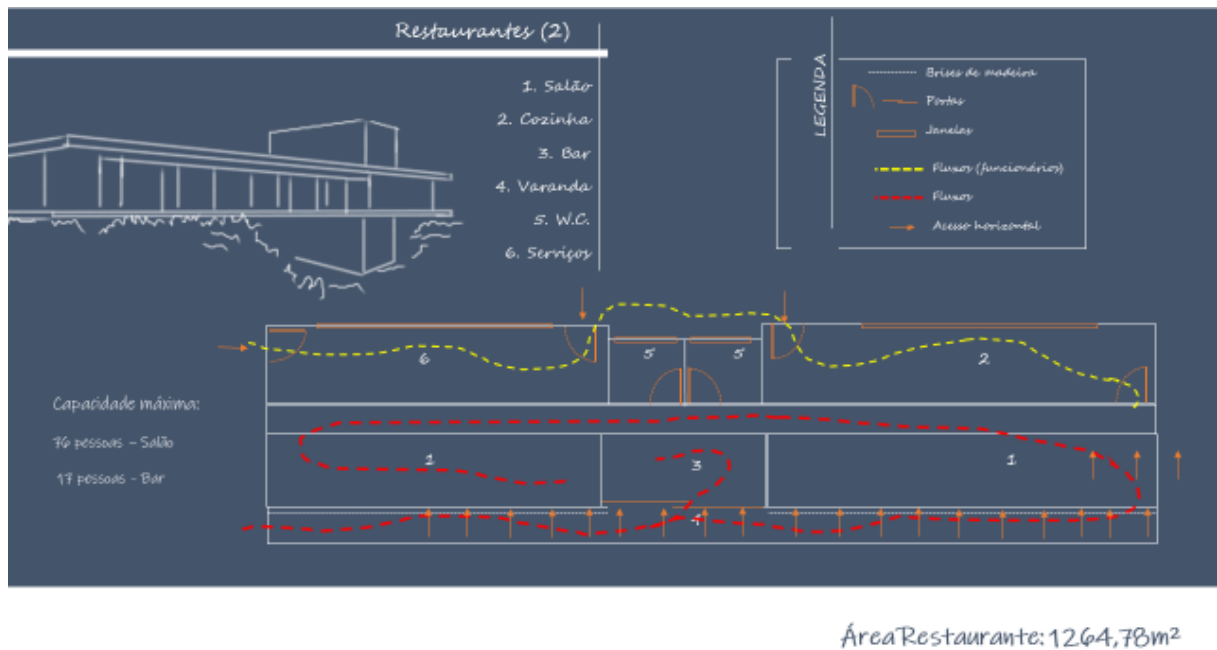 Restaurantes (2)
1. Salão
2. Cozinha
3. Bar
4. Varanda
5. W.C.
6. Serviços
LEGENDA
Brises de madeira
Portas
Janelas
Fluxos (funcionários)
Fluxos
Acesso horizontal
6
5
5
2
Capacidade máxima:
76 pessoas – Salão
17 pessoas – Bar
1
3
1
4
ÁreaRestaurante:1264,78m²